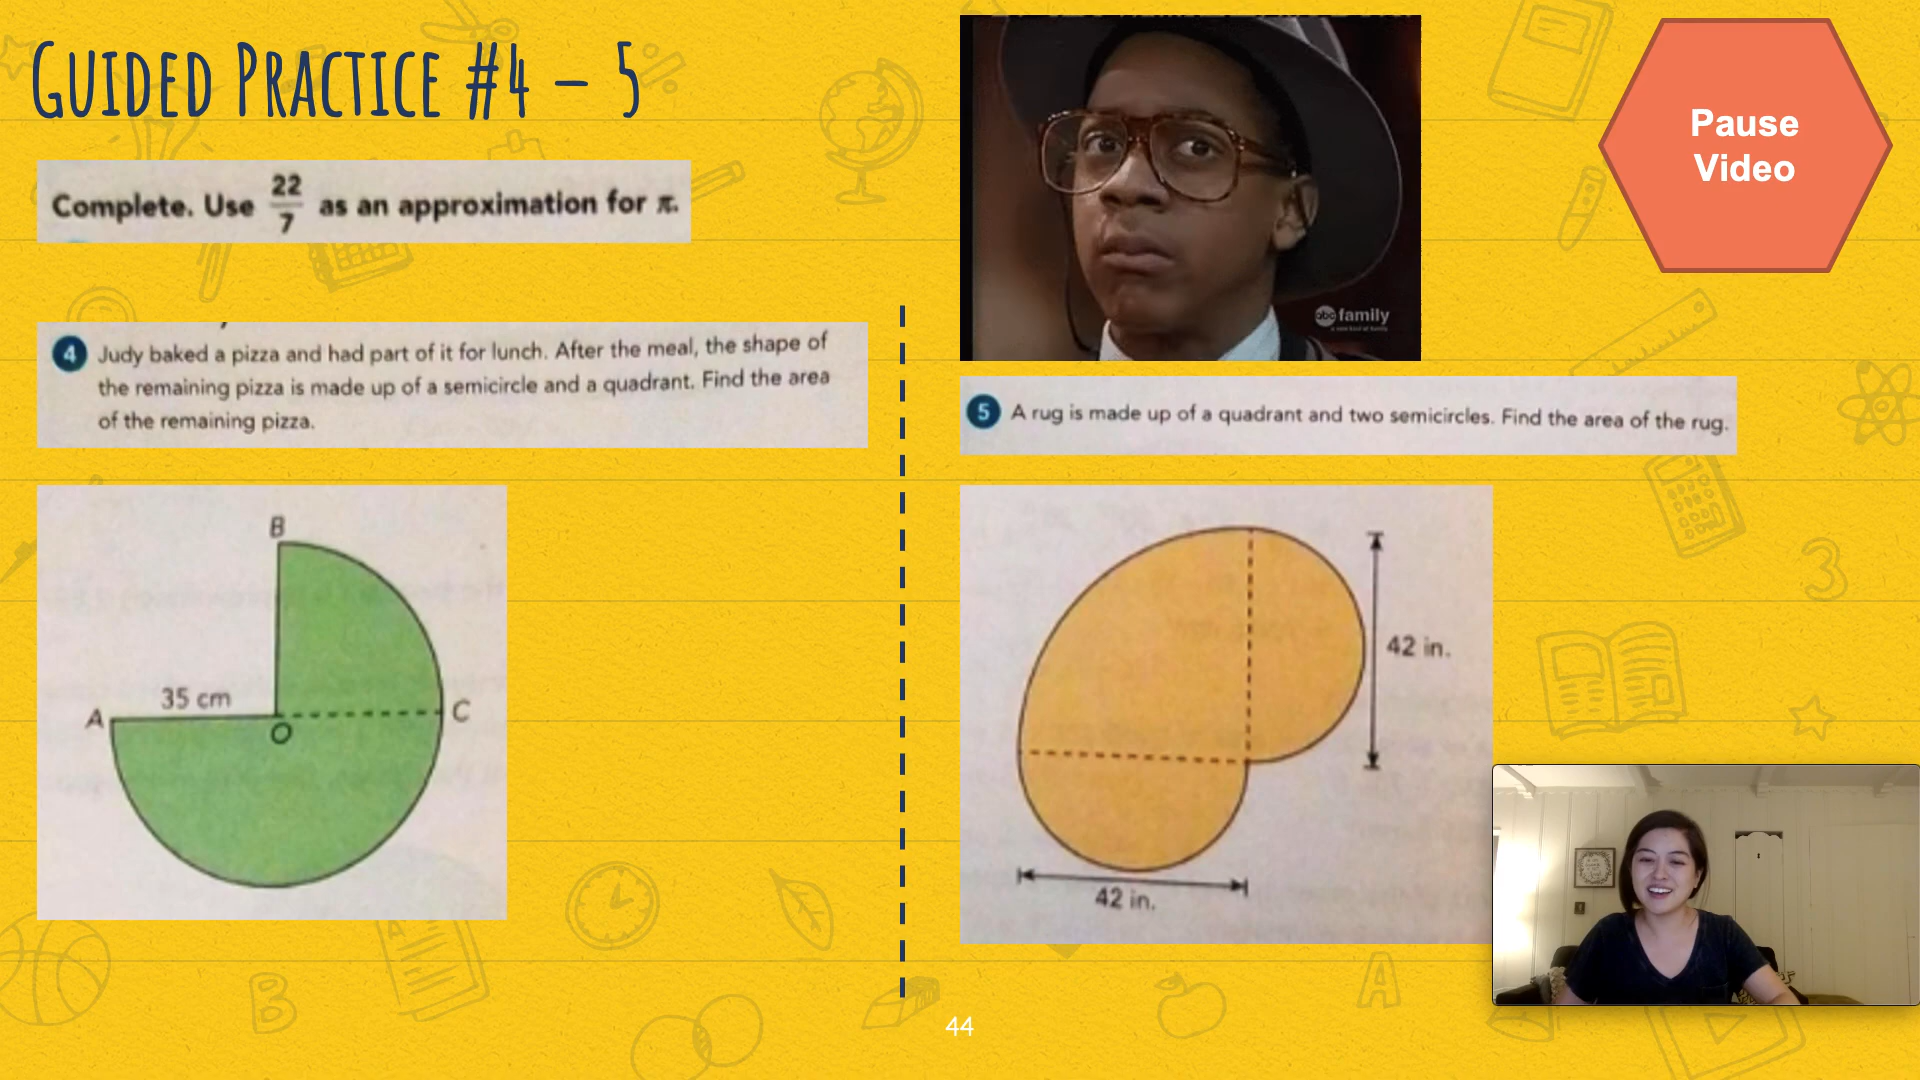 GUIDED PRACTICE #4 – 5
Pause
Video
Complete. Use 22/7 as an approximation for π.
abc family
4 Judy baked a pizza and had part of it for lunch. After the meal, the shape of
the remaining pizza is made up of a semicircle and a quadrant. Find the area
of the remaining pizza.
B
35 cm
A
O
C
5 A rug is made up of a quadrant and two semicircles. Find the area of the rug.
42 in.
42 in.
44